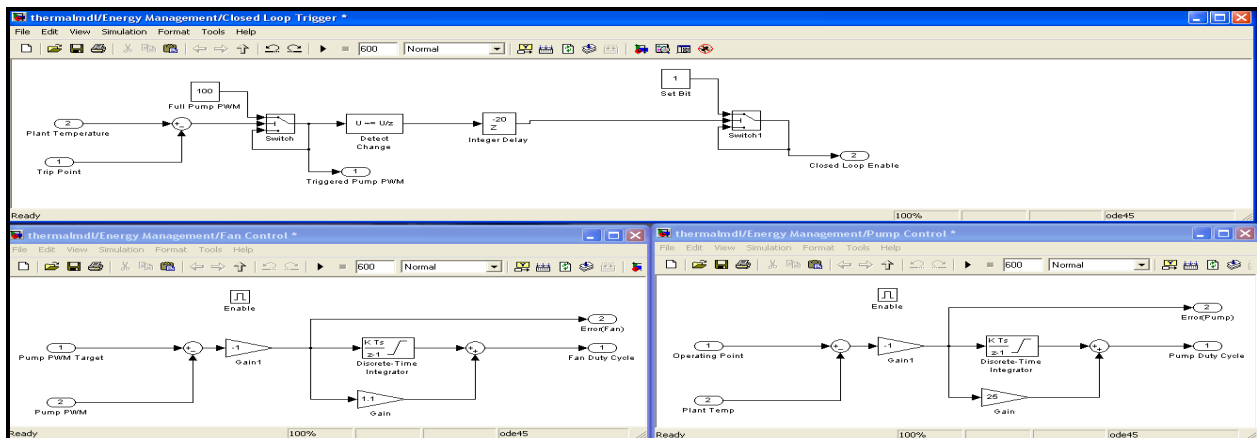 thermalmdl/Energy Management/Closed Loop Trigger *
File Edit View Simulation Format Tools Help
600 Normal
100
Full Pump PWM
1
Set Bit
2
Plant Temperature
Switch
U ~= U/z
Detect
Change
-20
Z
Integer Delay
Switch1
1
Trip Point
1
Triggered Pump PWM
2
Closed Loop Enable
Ready 100% ode45
thermalmdl/Energy Management/Fan Control *
File Edit View Simulation Format Tools Help
600 Normal
Enable
2
Error(Fan)
1
Pump PWM Target
-1
Gain1
K Ts
z-1
Discrete-Time
Integrator
1
Fan Duty Cycle
1.1
Gain
2
Pump PWM
Ready 100% ode45
thermalmdl/Energy Management/Pump Control *
File Edit View Simulation Format Tools Help
600 Normal
Enable
2
Error(Pump)
1
Operating Point
-1
Gain1
K Ts
z-1
Discrete-Time
Integrator
1
Pump Duty Cycle
25
Gain
2
Plant Temp
Ready 100% ode45